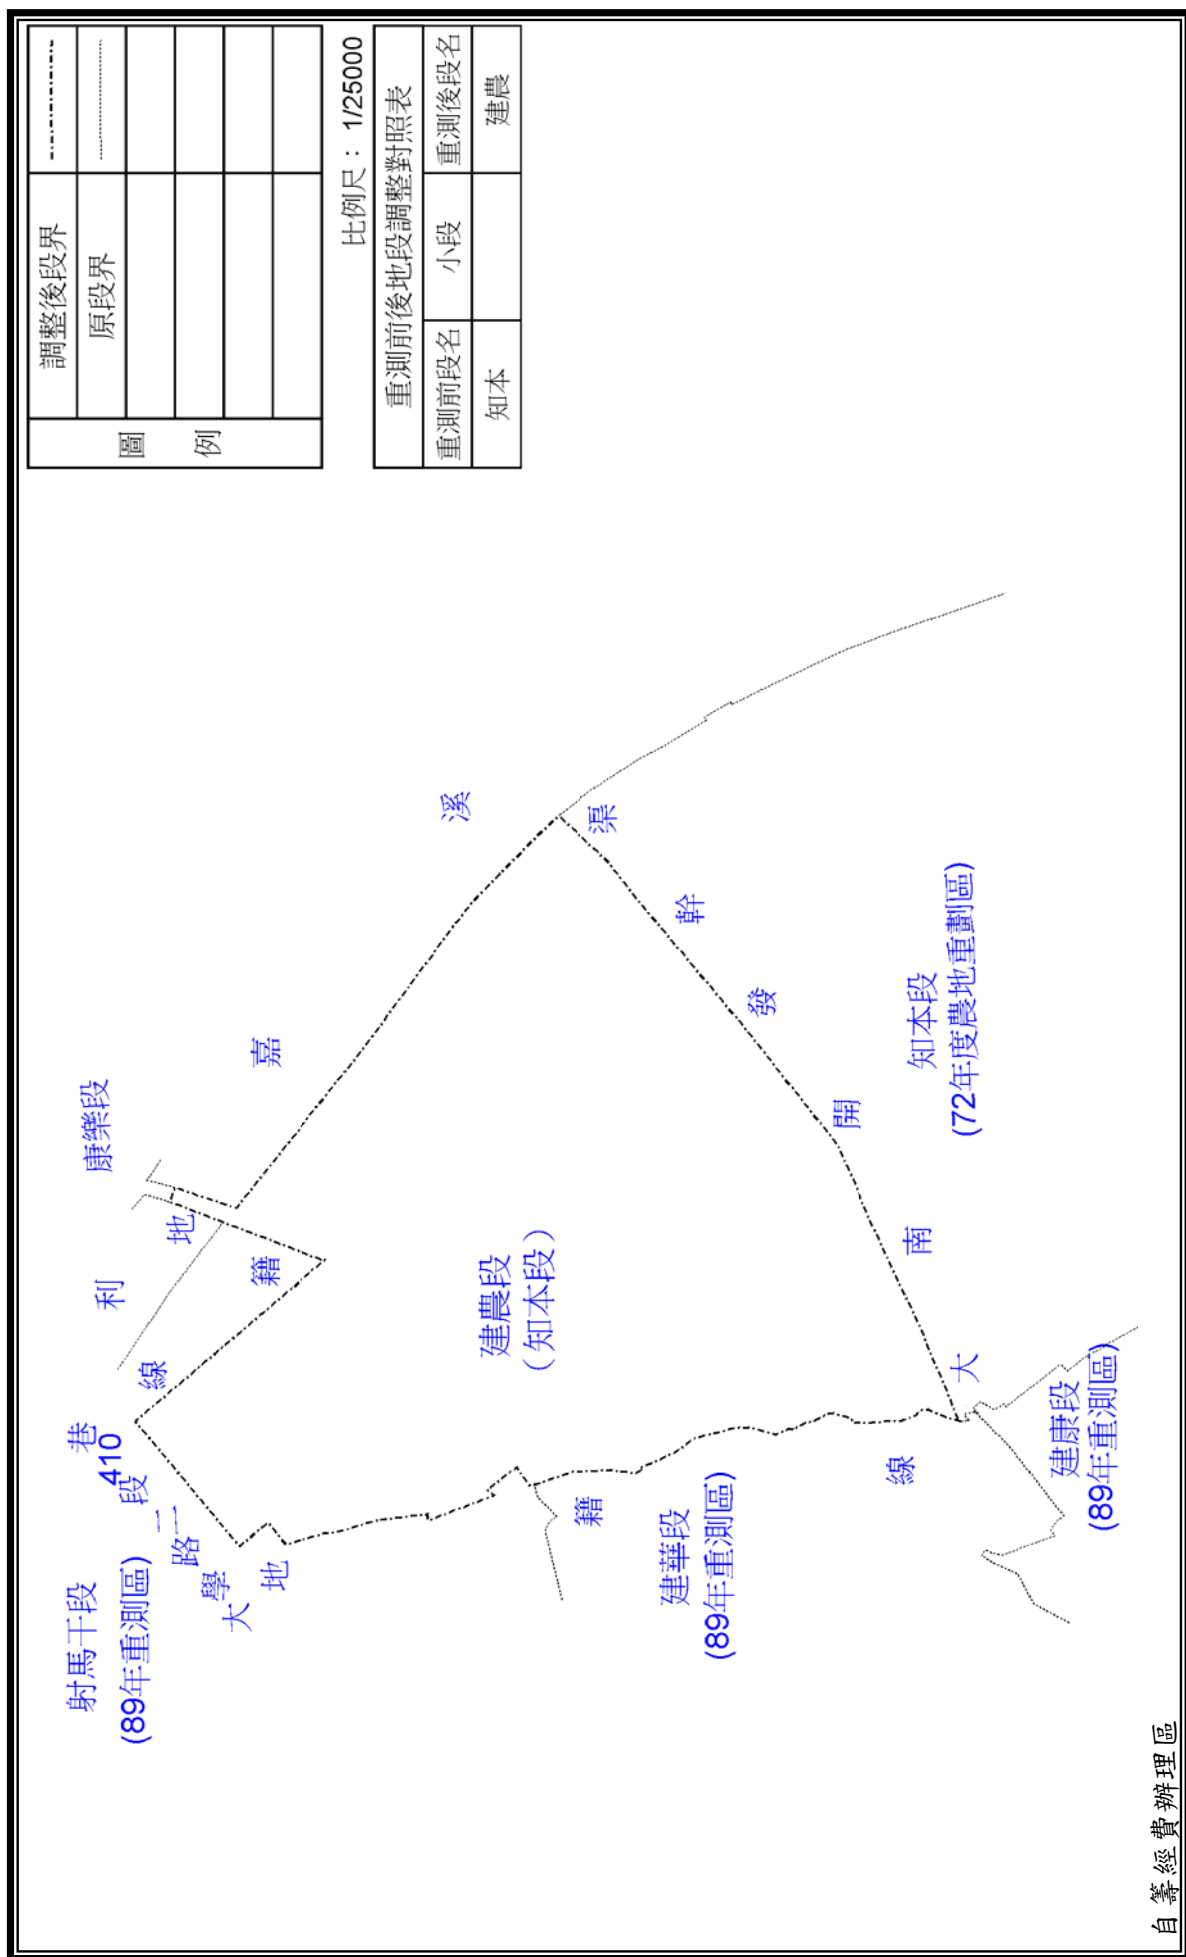 自籌經費辦理區
射馬干段
(89年重測區)
大學路二段
410
巷
利
嘉
溪
康樂段
地
籍
線
地
籍
線
建農段
(知本段)
建華段
(89年重測區)
大
南
開
發
幹
渠
知本段
(72年度農地重劃區)
建康段
(89年重測區)
圖例
調整後段界
原段界
比例尺：1/25000
重測前後地段調整對照表
重測前段名 小段 重測後段名
知本 建農